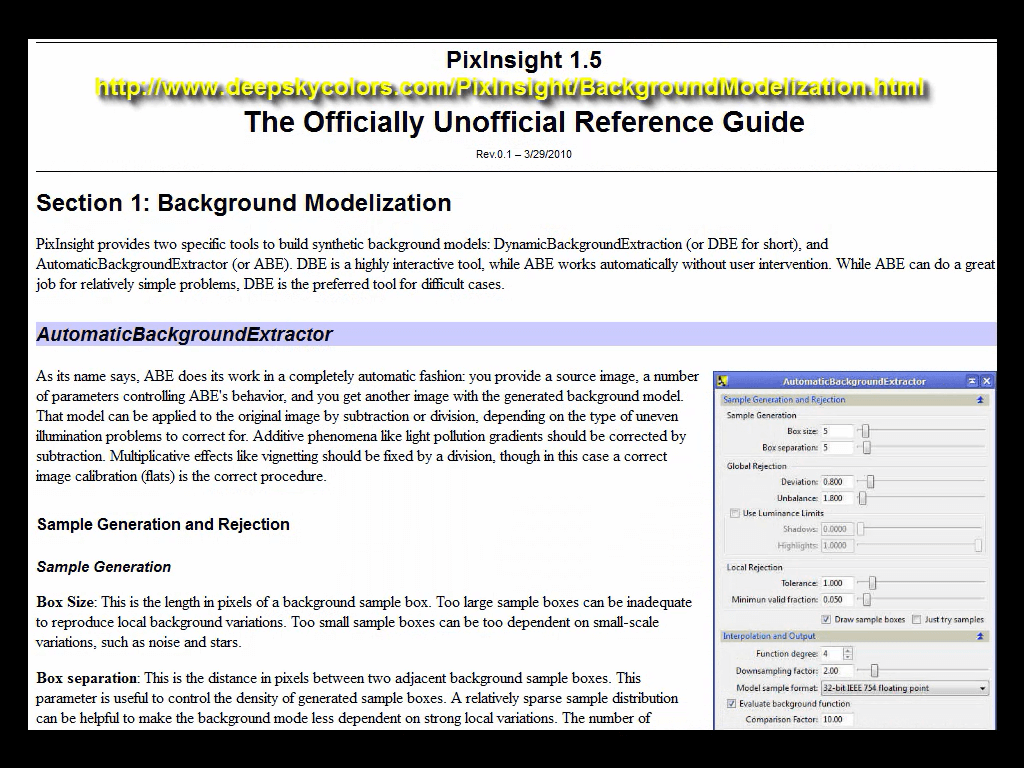 PixInsight 1.5
http://www.deepskycolors.com/PixInsight/BackgroundModelization.html
The Officially Unofficial Reference Guide
Rev.0.1 – 3/29/2010
Section 1: Background Modelization
PixInsight provides two specific tools to build synthetic background models: DynamicBackgroundExtraction (or DBE for short), and
AutomaticBackgroundExtractor (or ABE). DBE is a highly interactive tool, while ABE works automatically without user intervention. While ABE can do a great
job for relatively simple problems, DBE is the preferred tool for difficult cases.
AutomaticBackgroundExtractor
As its name says, ABE does its work in a completely automatic fashion: you provide a source image, a number
of parameters controlling ABE's behavior, and you get another image with the generated background model.
That model can be applied to the original image by subtraction or division, depending on the type of uneven
illumination problems to correct for. Additive phenomena like light pollution gradients should be corrected by
subtraction. Multiplicative effects like vignetting should be fixed by a division, though in this case a correct
image calibration (flats) is the correct procedure.
Sample Generation and Rejection
Sample Generation
Box Size: This is the length in pixels of a background sample box. Too large sample boxes can be inadequate
to reproduce local background variations. Too small sample boxes can be too dependent on small-scale
variations, such as noise and stars.
Box separation: This is the distance in pixels between two adjacent background sample boxes. This
parameter is useful to control the density of generated sample boxes. A relatively sparse sample distribution
can be helpful to make the background mode less dependent on strong local variations. The number of
AutomaticBackgroundExtractor
Sample Generation and Rejection
Sample Generation
Box size: 5
Box separation: 5
Global Rejection
Deviation: 0.800
Unbalance: 1.800
Use Luminance Limits
Shadows: 0.0000
Highlights: 1.0000
Local Rejection
Tolerance: 1.000
Minimun valid fraction: 0.050
Draw sample boxes Just try samples
Interpolation and Output
Function degree: 4
Downsampling factor: 2.00
Model sample format: 32-bit IEEE 754 floating point
Evaluate background function
Comparison Factor: 10.00